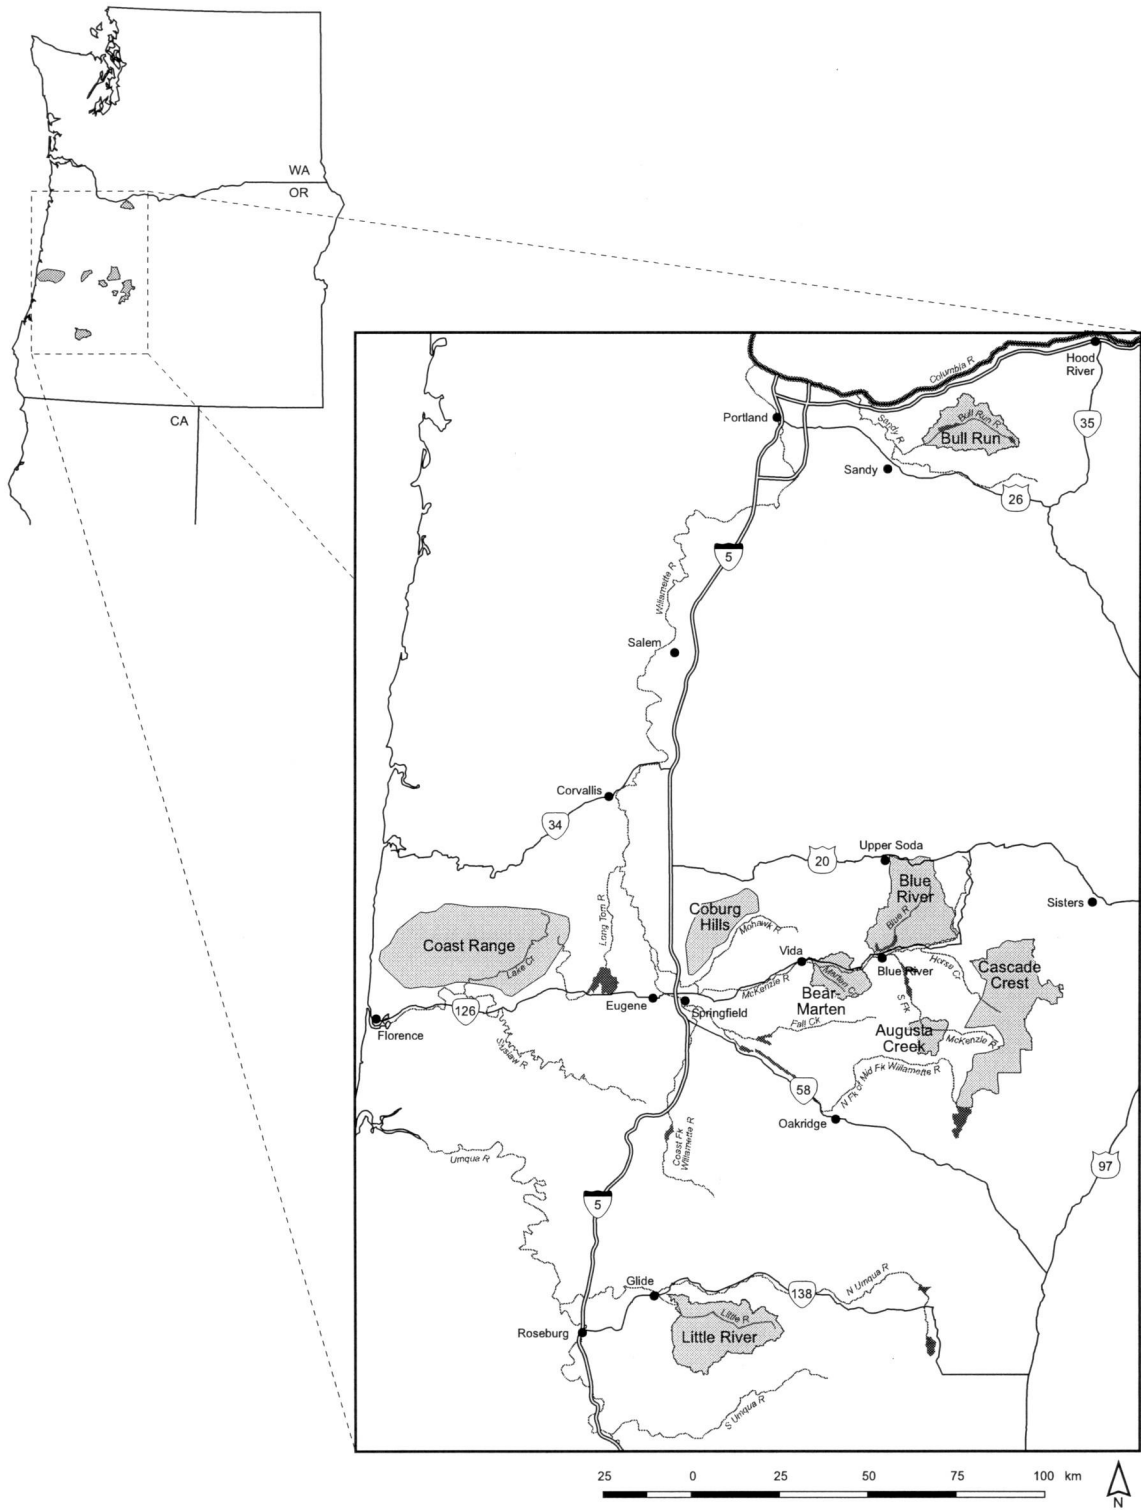 WA
OR
CA
Hood
River
Columbia R
Portland
Sandy R
Bull Run R
Bull Run
35
Sandy
26
5
Willamette R
Salem
Corvallis
34
Upper Soda
20
Blue
River
Blue R
Sisters
Coburg
Hills
Mohawk R
Long Tom R
Coast Range
Lake Cr
Vida
Marten Cr
Blue River
Horse Cr
Cascade
Crest
McKenzie R
Bear-
Marten
S Fk
126
Eugene
Springfield
Fall Ck
Augusta
Creek
McKenzie R
Florence
Siuslaw R
N Fk of Mid Fk Willamette R
58
Oakridge
Coast Fk
Willamette R
Umqua R
97
5
Glide
138
N Umqua R
Little R
Roseburg
Little River
S Umqua R
25 0 25 50 75 100 km
N